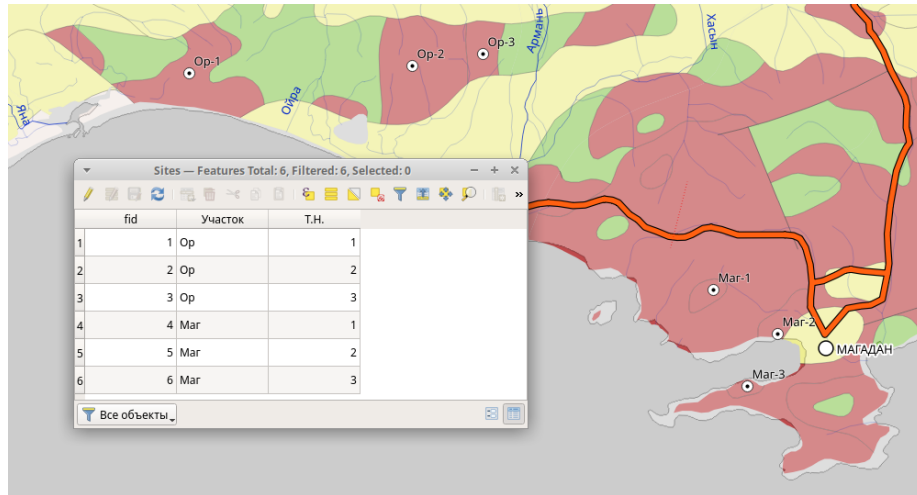 Ор-1
Ор-2
Ор-3
Армань
Хасын
Ойра
Яна
Sites — Features Total: 6, Filtered: 6, Selected: 0
fid Участок Т.Н.
1 1 Ор 1
2 2 Ор 2
3 3 Ор 3
4 4 Маг 1
5 5 Маг 2
6 6 Маг 3
Все объекты
Маг-1
Маг-2
МАГАДАН
Маг-3